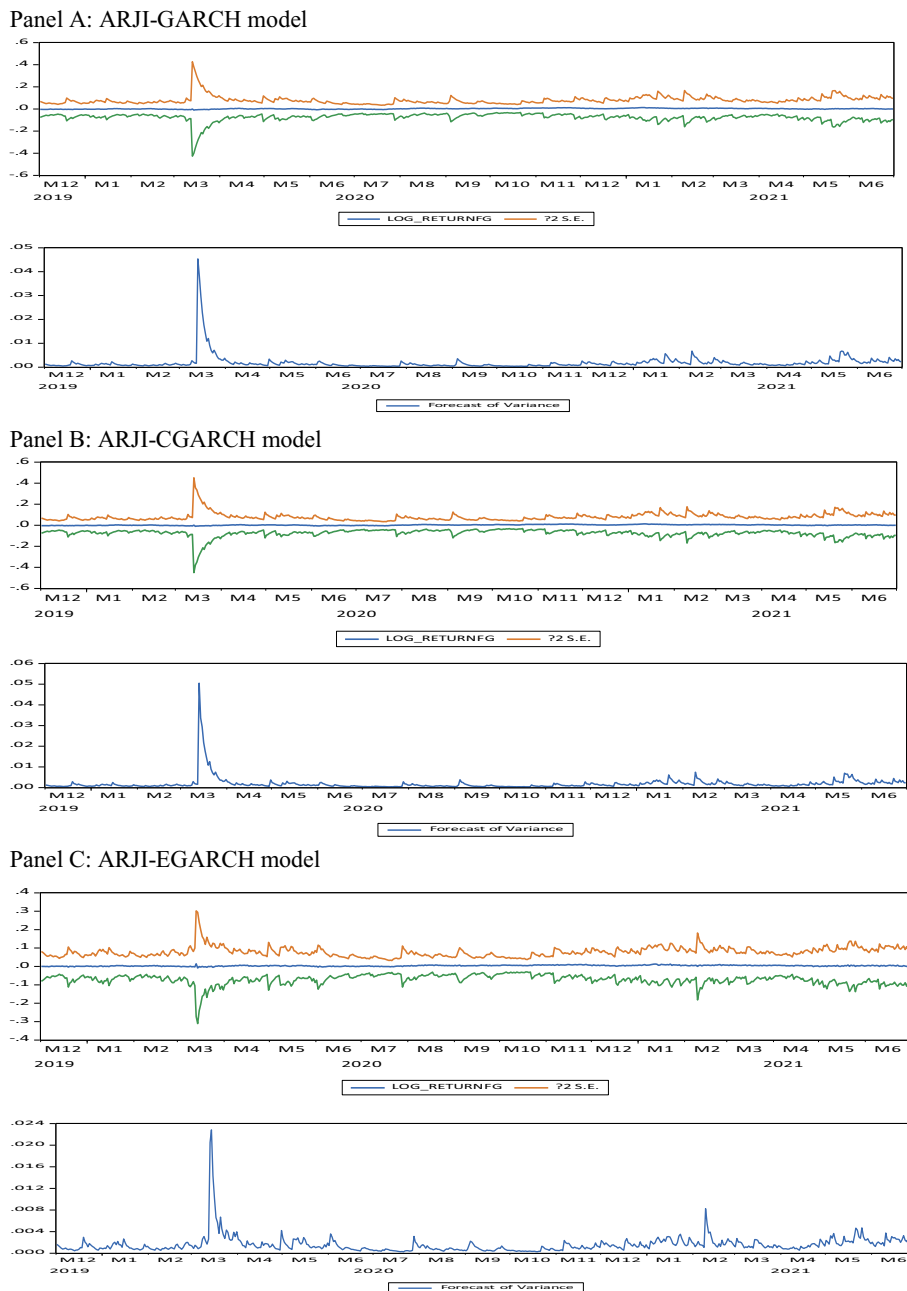 Panel A: ARJI-GARCH model
.6
.4
.2
.0
-.2
-.4
-.6
M12 M1 M2 M3 M4 M5 M6 M7 M8 M9 M10 M11 M12 M1 M2 M3 M4 M5 M6
2019 2020 2021
LOG_RETURNFG ?2 S.E.
.05
.04
.03
.02
.01
.00
M12 M1 M2 M3 M4 M5 M6 M7 M8 M9 M10 M11 M12 M1 M2 M3 M4 M5 M6
2019 2020 2021
Forecast of Variance
Panel B: ARJI-CGARCH model
.6
.4
.2
.0
-.2
-.4
-.6
M12 M1 M2 M3 M4 M5 M6 M7 M8 M9 M10 M11 M12 M1 M2 M3 M4 M5 M6
2019 2020 2021
LOG_RETURNFG ?2 S.E.
.06
.05
.04
.03
.02
.01
.00
M12 M1 M2 M3 M4 M5 M6 M7 M8 M9 M10 M11 M12 M1 M2 M3 M4 M5 M6
2019 2020 2021
Forecast of Variance
Panel C: ARJI-EGARCH model
.4
.3
.2
.1
.0
-.1
-.2
-.3
-.4
M12 M1 M2 M3 M4 M5 M6 M7 M8 M9 M10 M11 M12 M1 M2 M3 M4 M5 M6
2019 2020 2021
LOG_RETURNFG ?2 S.E.
.024
.020
.016
.012
.008
.004
.000
M12 M1 M2 M3 M4 M5 M6 M7 M8 M9 M10 M11 M12 M1 M2 M3 M4 M5 M6
2019 2020 2021
Forecast of Variance